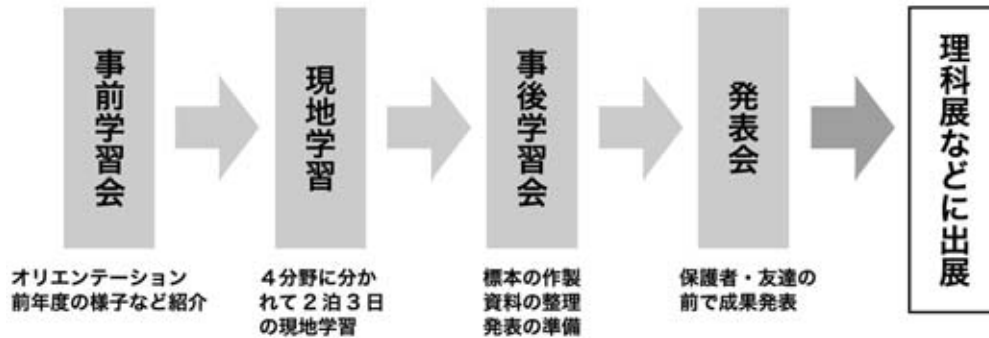 事前学習会
現地学習
事後学習会
発表会
理科展などに出展
オリエンテーション
前年度の様子など紹介
4分野に分か
れて2泊3日
の現地学習
標本の作製
資料の整理
発表の準備
保護者・友達の
前で成果発表